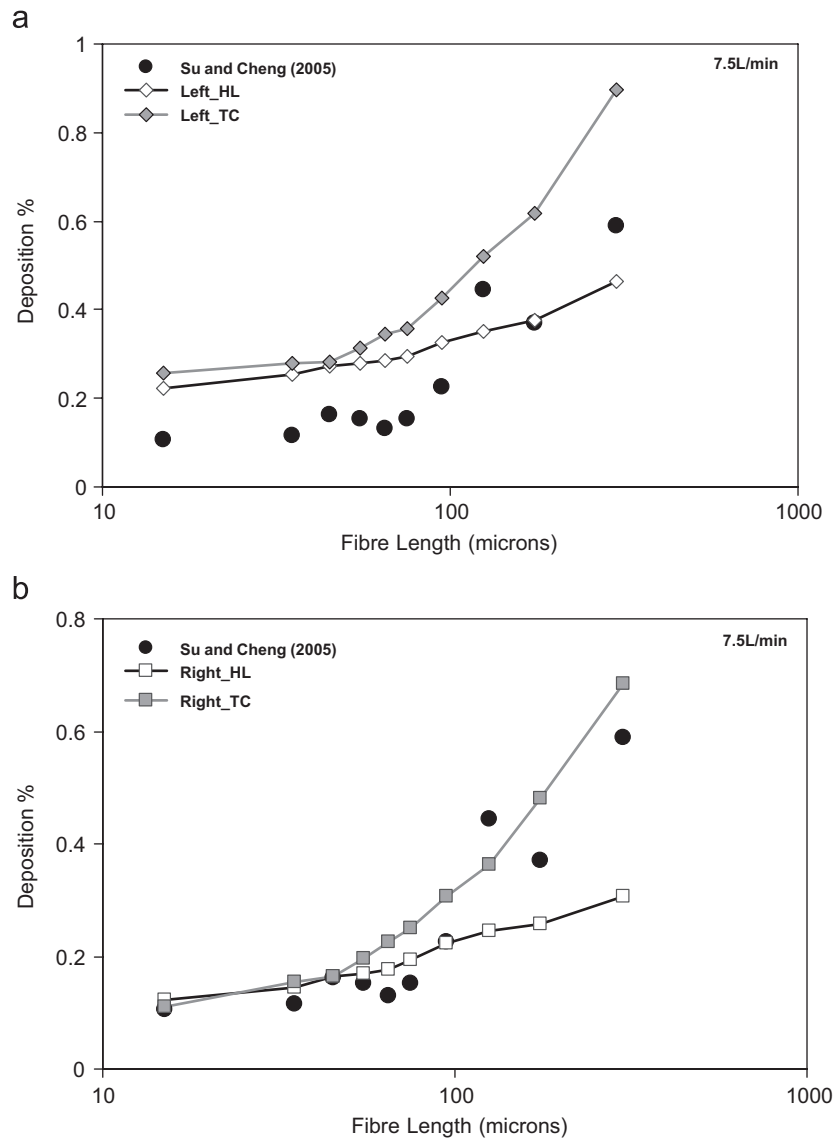 a
1
0.8
0.6
0.4
0.2
0
Deposition %
Su and Cheng (2005)
Left_HL
Left_TC
7.5L/min
10 100 1000
Fibre Length (microns)
b
0.8
0.6
0.4
0.2
0
Deposition %
Su and Cheng (2005)
Right_HL
Right_TC
7.5L/min
10 100 1000
Fibre Length (microns)